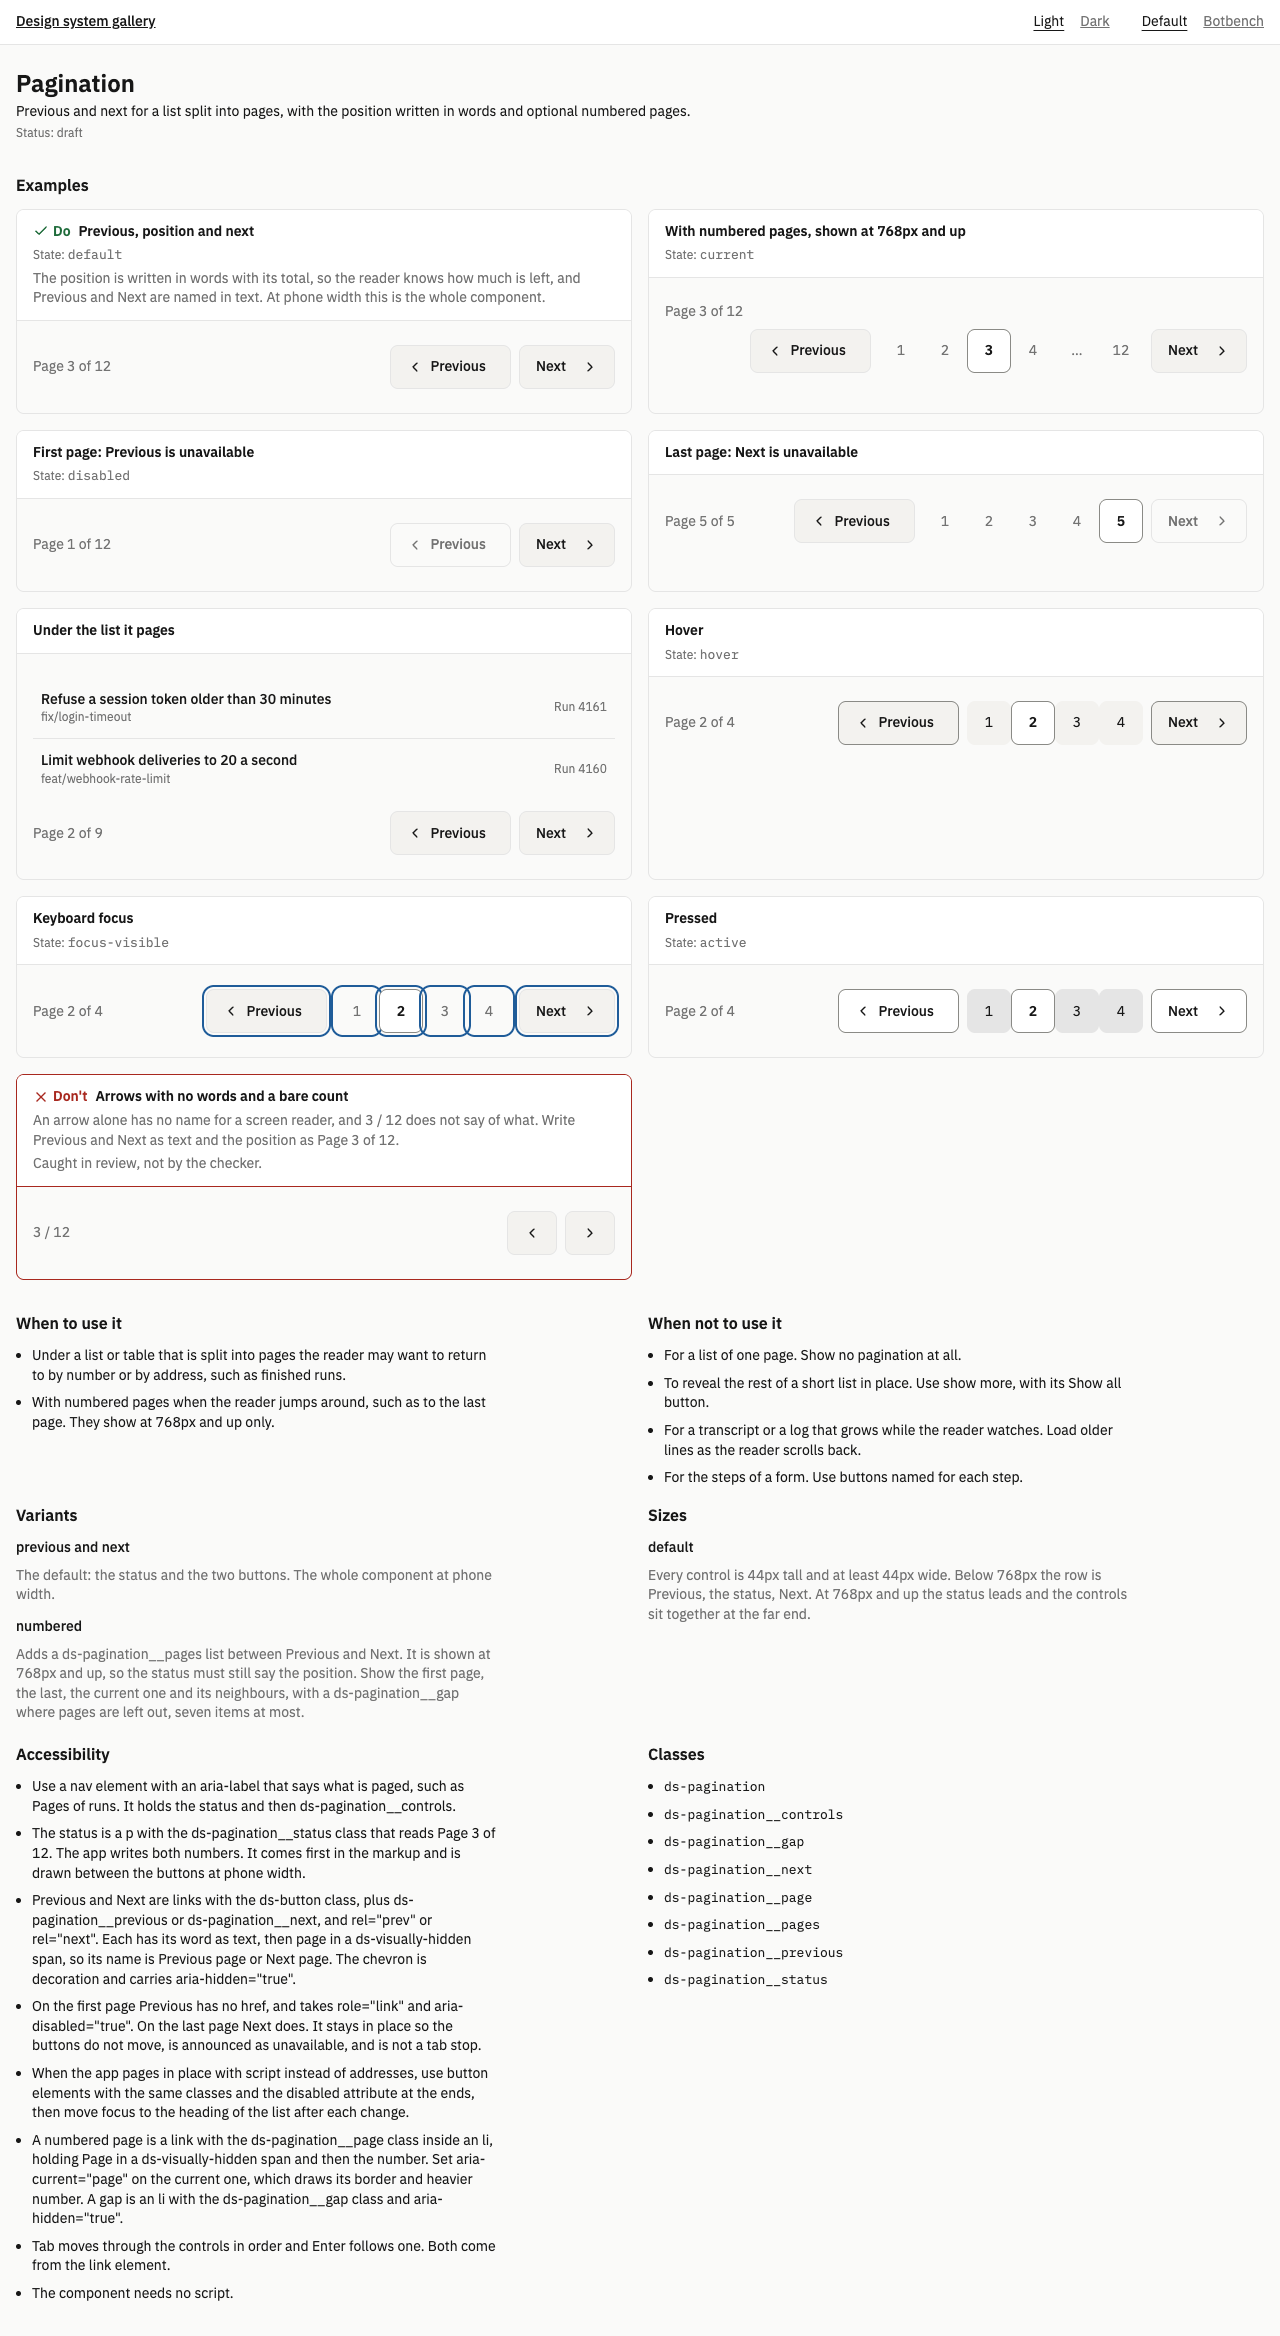 Design system gallery
Light Dark Default Botbench
Pagination
Previous and next for a list split into pages, with the position written in words and optional numbered pages.
Status: draft
Examples
Do Previous, position and next
State: default
The position is written in words with its total, so the reader knows how much is left, and
Previous and Next are named in text. At phone width this is the whole component.
Page 3 of 12
Previous Next
With numbered pages, shown at 768px and up
State: current
Page 3 of 12
Previous 1 2 3 4 ... 12 Next
First page: Previous is unavailable
State: disabled
Page 1 of 12
Previous Next
Last page: Next is unavailable
Page 5 of 5
Previous 1 2 3 4 5 Next
Under the list it pages
Refuse a session token older than 30 minutes
fix/login-timeout
Run 4161
Limit webhook deliveries to 20 a second
feat/webhook-rate-limit
Run 4160
Page 2 of 9
Previous Next
Hover
State: hover
Page 2 of 4
Previous 1 2 3 4 Next
Keyboard focus
State: focus-visible
Page 2 of 4
Previous 1 2 3 4 Next
Pressed
State: active
Page 2 of 4
Previous 1 2 3 4 Next
Don't Arrows with no words and a bare count
An arrow alone has no name for a screen reader, and 3 / 12 does not say of what. Write
Previous and Next as text and the position as Page 3 of 12.
Caught in review, not by the checker.
3 / 12
When to use it
Under a list or table that is split into pages the reader may want to return
to by number or by address, such as finished runs.
With numbered pages when the reader jumps around, such as to the last
page. They show at 768px and up only.
When not to use it
For a list of one page. Show no pagination at all.
To reveal the rest of a short list in place. Use show more, with its Show all
button.
For a transcript or a log that grows while the reader watches. Load older
lines as the reader scrolls back.
For the steps of a form. Use buttons named for each step.
Variants
previous and next
The default: the status and the two buttons. The whole component at phone
width.
numbered
Adds a ds-pagination__pages list between Previous and Next. It is shown at
768px and up, so the status must still say the position. Show the first page,
the last, the current one and its neighbours, with a ds-pagination__gap
where pages are left out, seven items at most.
Sizes
default
Every control is 44px tall and at least 44px wide. Below 768px the row is
Previous, the status, Next. At 768px and up the status leads and the controls
sit together at the far end.
Accessibility
Use a nav element with an aria-label that says what is paged, such as
Pages of runs. It holds the status and then ds-pagination__controls.
The status is a p with the ds-pagination__status class that reads Page 3 of
12. The app writes both numbers. It comes first in the markup and is
drawn between the buttons at phone width.
Previous and Next are links with the ds-button class, plus ds-
pagination__previous or ds-pagination__next, and rel="prev" or
rel="next". Each has its word as text, then page in a ds-visually-hidden
span, so its name is Previous page or Next page. The chevron is
decoration and carries aria-hidden="true".
On the first page Previous has no href, and takes role="link" and aria-
disabled="true". On the last page Next does. It stays in place so the
buttons do not move, is announced as unavailable, and is not a tab stop.
When the app pages in place with script instead of addresses, use button
elements with the same classes and the disabled attribute at the ends,
then move focus to the heading of the list after each change.
A numbered page is a link with the ds-pagination__page class inside an li,
holding Page in a ds-visually-hidden span and then the number. Set aria-
current="page" on the current one, which draws its border and heavier
number. A gap is an li with the ds-pagination__gap class and aria-
hidden="true".
Tab moves through the controls in order and Enter follows one. Both come
from the link element.
The component needs no script.
Classes
ds-pagination
ds-pagination__controls
ds-pagination__gap
ds-pagination__next
ds-pagination__page
ds-pagination__pages
ds-pagination__previous
ds-pagination__status